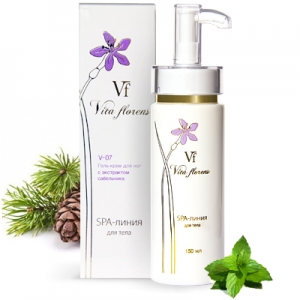 Vf
Vita florens
V-07
Гель-крем для ног
с экстрактом
сабельника
SPA-линия
для тела
Vf
Vita florens
SPA-линия
для тела
150 мл